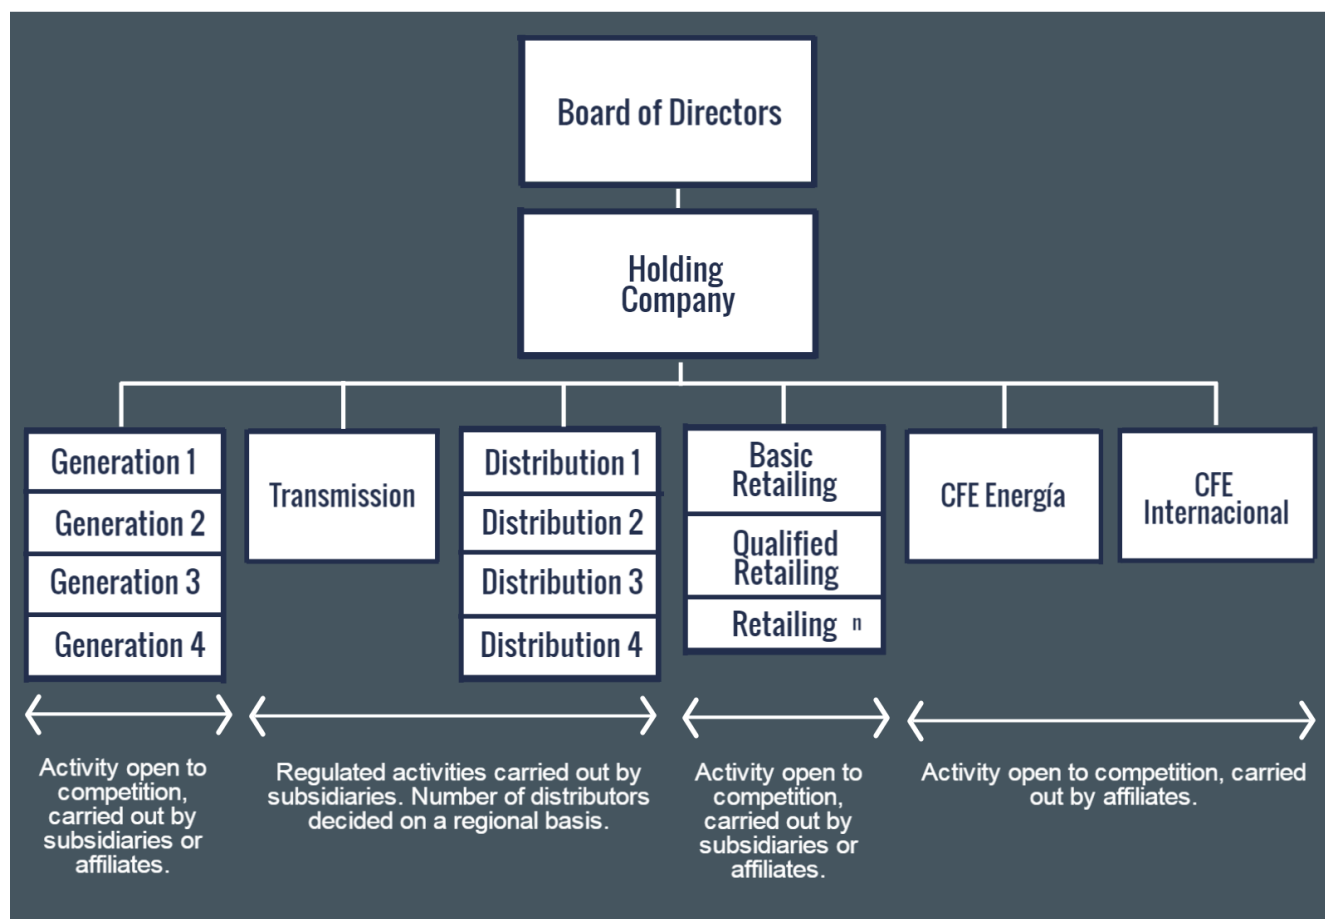 Board of Directors
Holding
Company
Generation 1
Generation 2
Generation 3
Generation 4
Transmission
Distribution 1
Distribution 2
Distribution 3
Distribution 4
Basic
Retailing
Qualified
Retailing
Retailing n
CFE Energía
CFE
Internacional
Activity open to
competition,
carried out by
subsidiaries or
affiliates.
Regulated activities carried out by
subsidiaries. Number of distributors
decided on a regional basis.
Activity open to
competition,
carried out by
subsidiaries or
affiliates.
Activity open to competition, carried
out by affiliates.